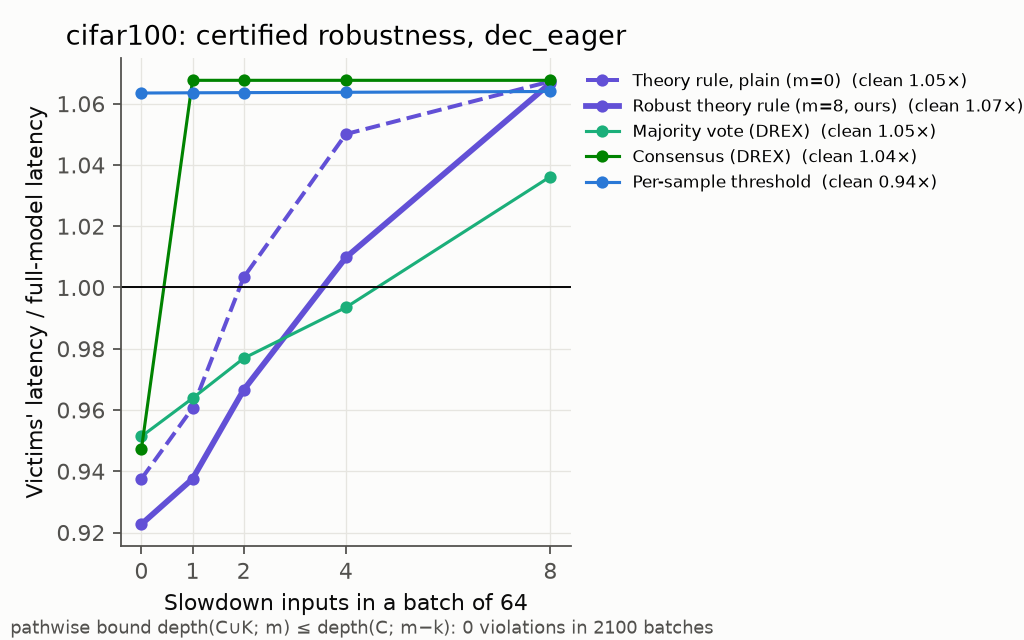 cifar100: certified robustness, dec_eager
Victims' latency / full-model latency
1.06
1.04
1.02
1.00
0.98
0.96
0.94
0.92
0
1
2
4
8
Slowdown inputs in a batch of 64
Theory rule, plain (m=0)  (clean 1.05×)
Robust theory rule (m=8, ours)  (clean 1.07×)
Majority vote (DREX)  (clean 1.05×)
Consensus (DREX)  (clean 1.04×)
Per-sample threshold  (clean 0.94×)
pathwise bound depth(C∪K; m) ≤ depth(C; m−k): 0 violations in 2100 batches